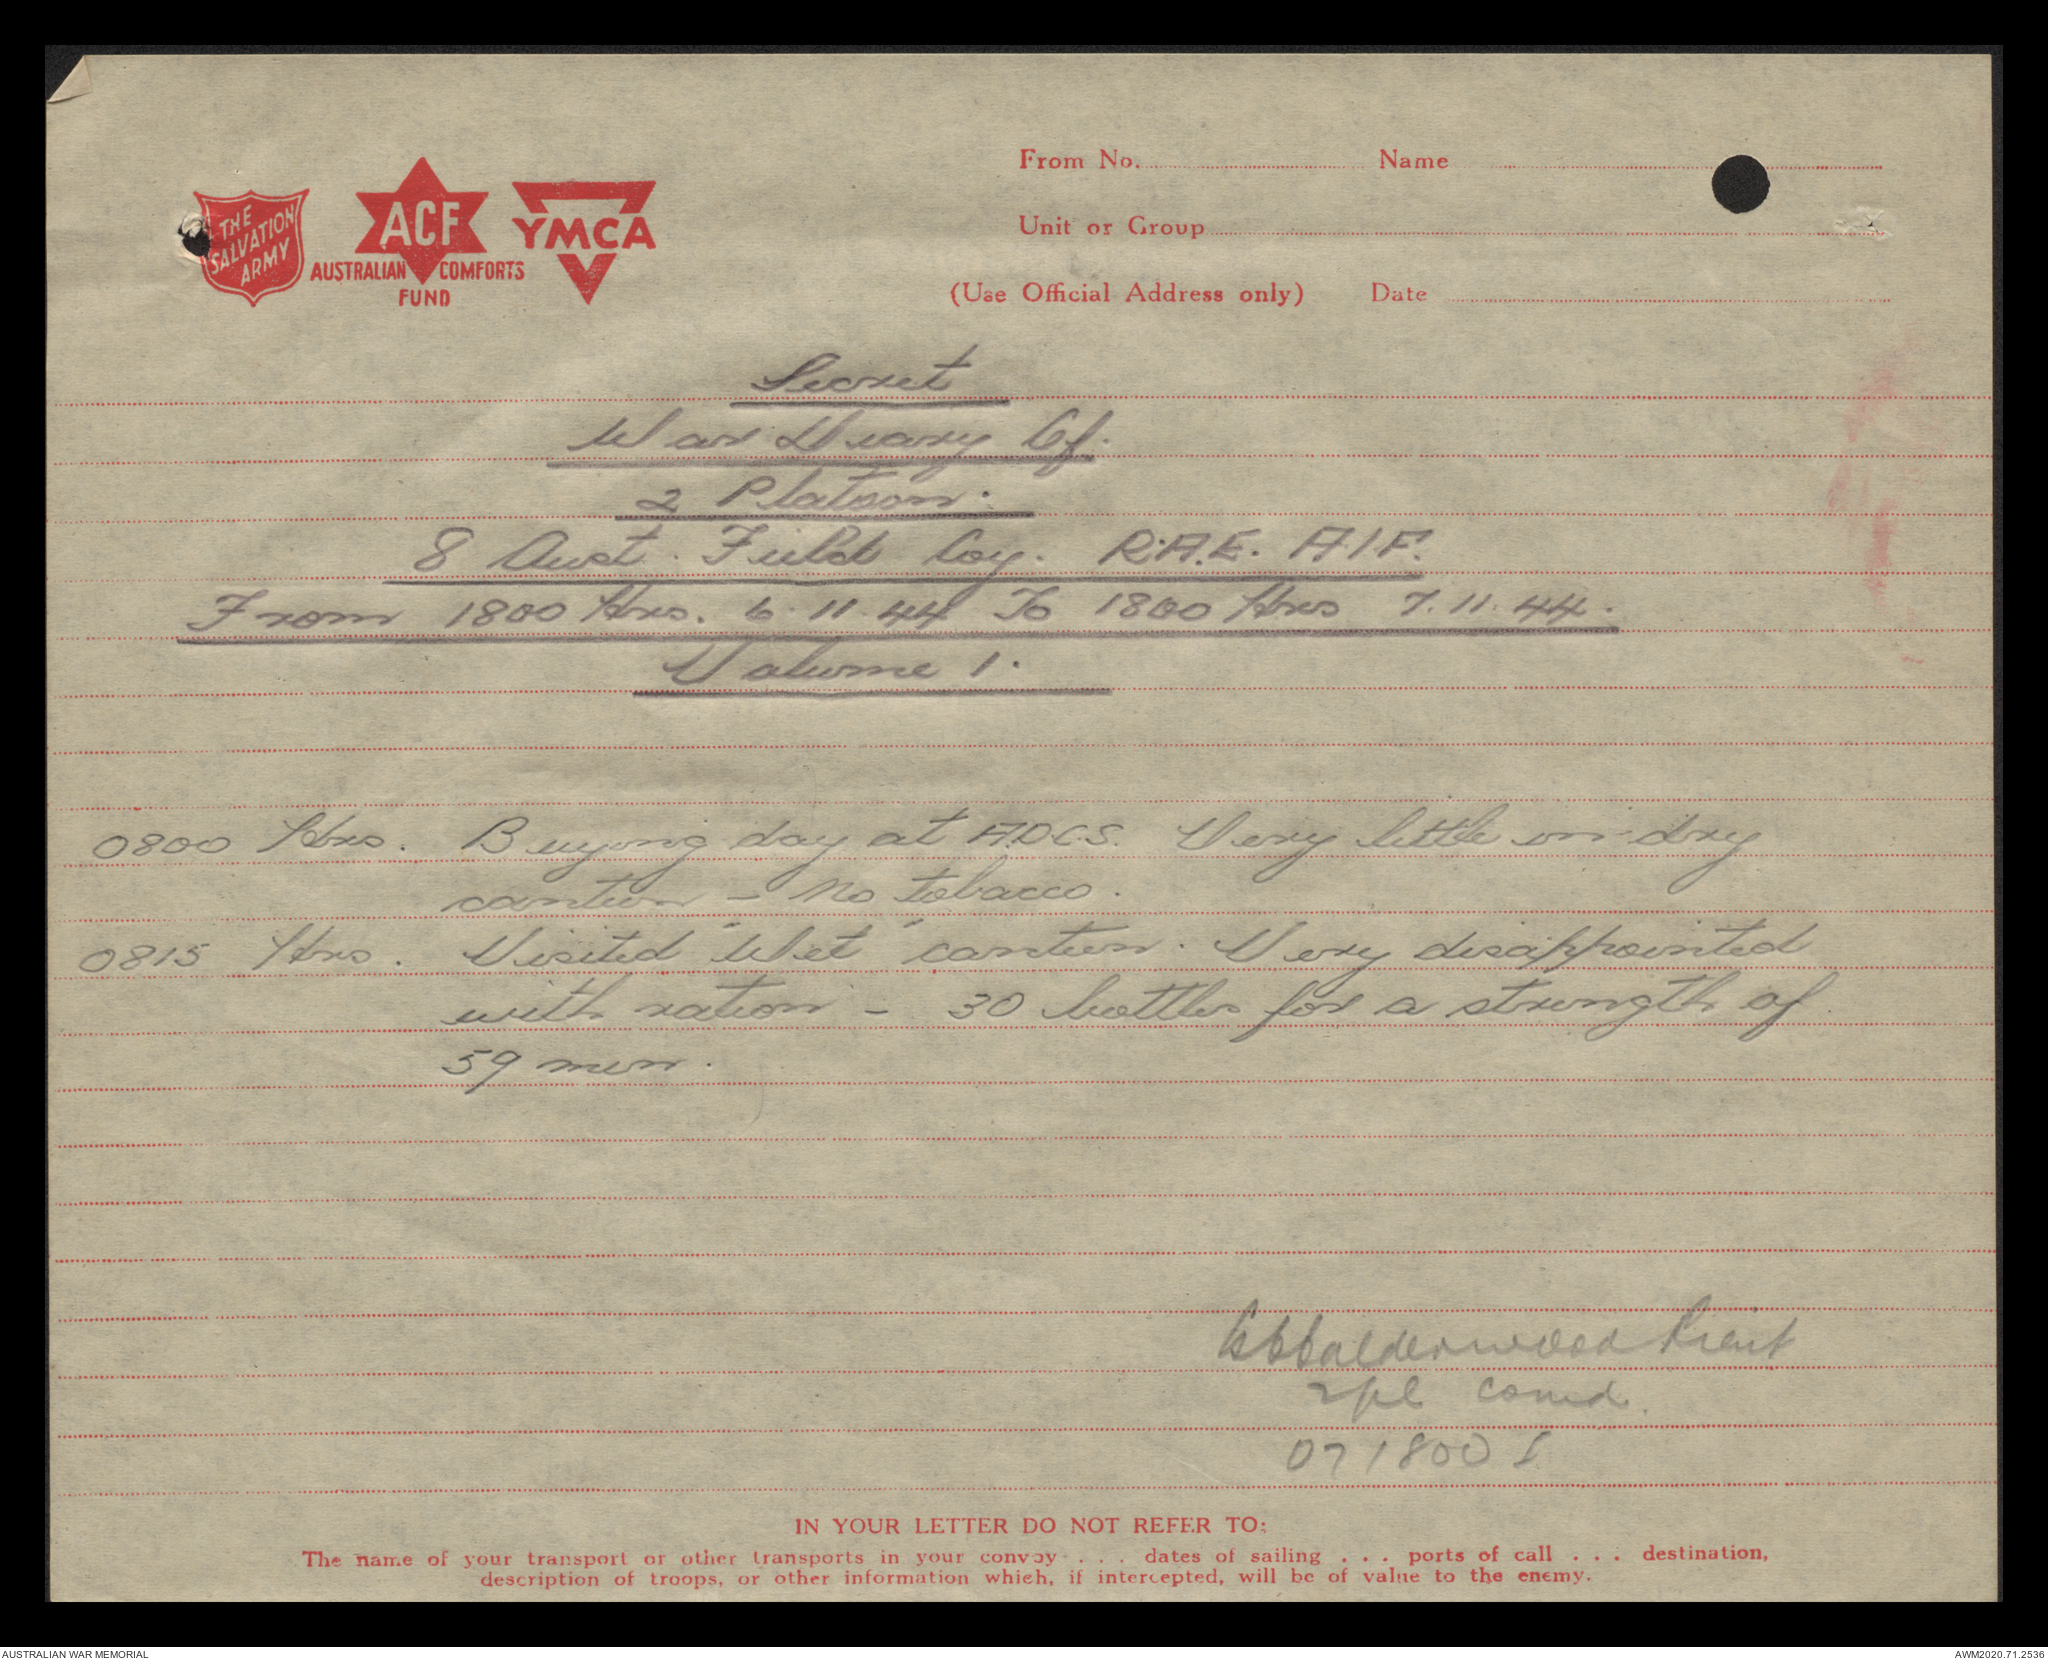 THE SALVATION ARMY
ACF
AUSTRALIAN COMFORTS FUND
YMCA
From No. Name
Unit or Group
(Use Official Address only) Date
Secret
War Diary Of.
2 Platoon.
8 Aust. Field Coy. R.A.E. A.I.F.
From 1800 Hrs. 6.11.44 To 1800 Hrs 7.11.44.
Volume 1.
0800 Hrs. Buying day at A.D.C.S. Very little in dry
canteen - No tobacco.
0815 Hrs. Visited "Wet" canteen. Very disappointed
with ration - 30 bottles for a strength of
59 men.
Calderwood Lieut
2pl Comd.
071800 I
IN YOUR LETTER DO NOT REFER TO:
The name of your transport or other transports in your convoy . . . dates of sailing . . . ports of call . . . destination,
description of troops, or other information which, if intercepted, will be of value to the enemy.
AUSTRALIAN WAR MEMORIAL AWM2020.71.2536